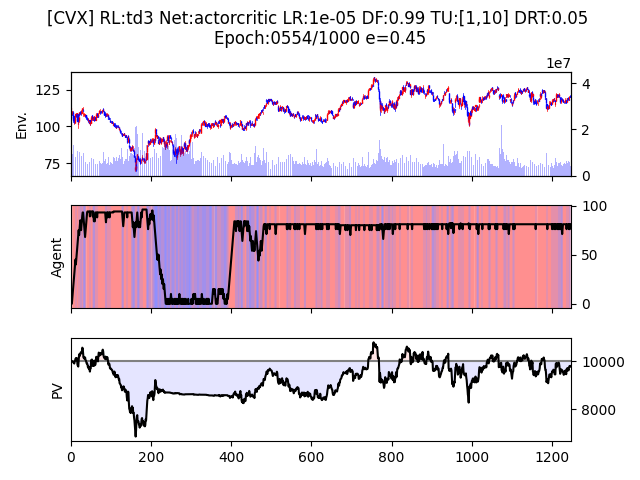 [CVX] RL:td3 Net:actorcritic LR:1e-05 DF:0.99 TU:[1,10] DRT:0.05
Epoch:0554/1000 e=0.45
1e7
125
100
75
Env.
4
2
0
Agent
100
50
0
PV
10000
8000
0 200 400 600 800 1000 1200